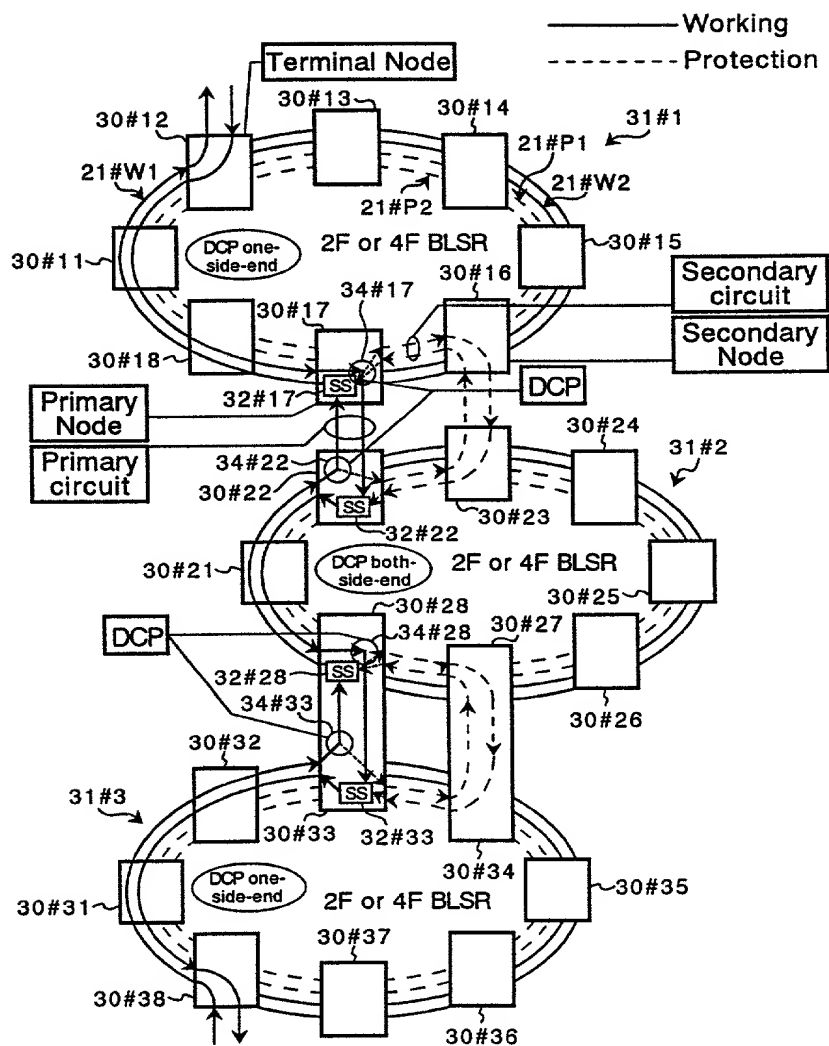 Working
Protection
Terminal Node
30#12
30#13
30#14
31#1
21#W1
21#P1
21#W2
21#P2
30#11
DCP one-
side-end
2F or 4F BLSR
30#15
30#17
34#17
30#16
Secondary
circuit
30#18
Secondary
Node
SS
32#17
DCP
Primary
Node
Primary
circuit
34#22
30#22
30#24
31#2
SS
32#22
30#23
30#21
DCP both-
side-end
2F or 4F BLSR
30#25
30#28
30#27
DCP
34#28
32#28
SS
30#26
34#33
30#32
31#3
SS
30#33
32#33
30#34
DCP one-
side-end
2F or 4F BLSR
30#31
30#35
30#37
30#38
30#36